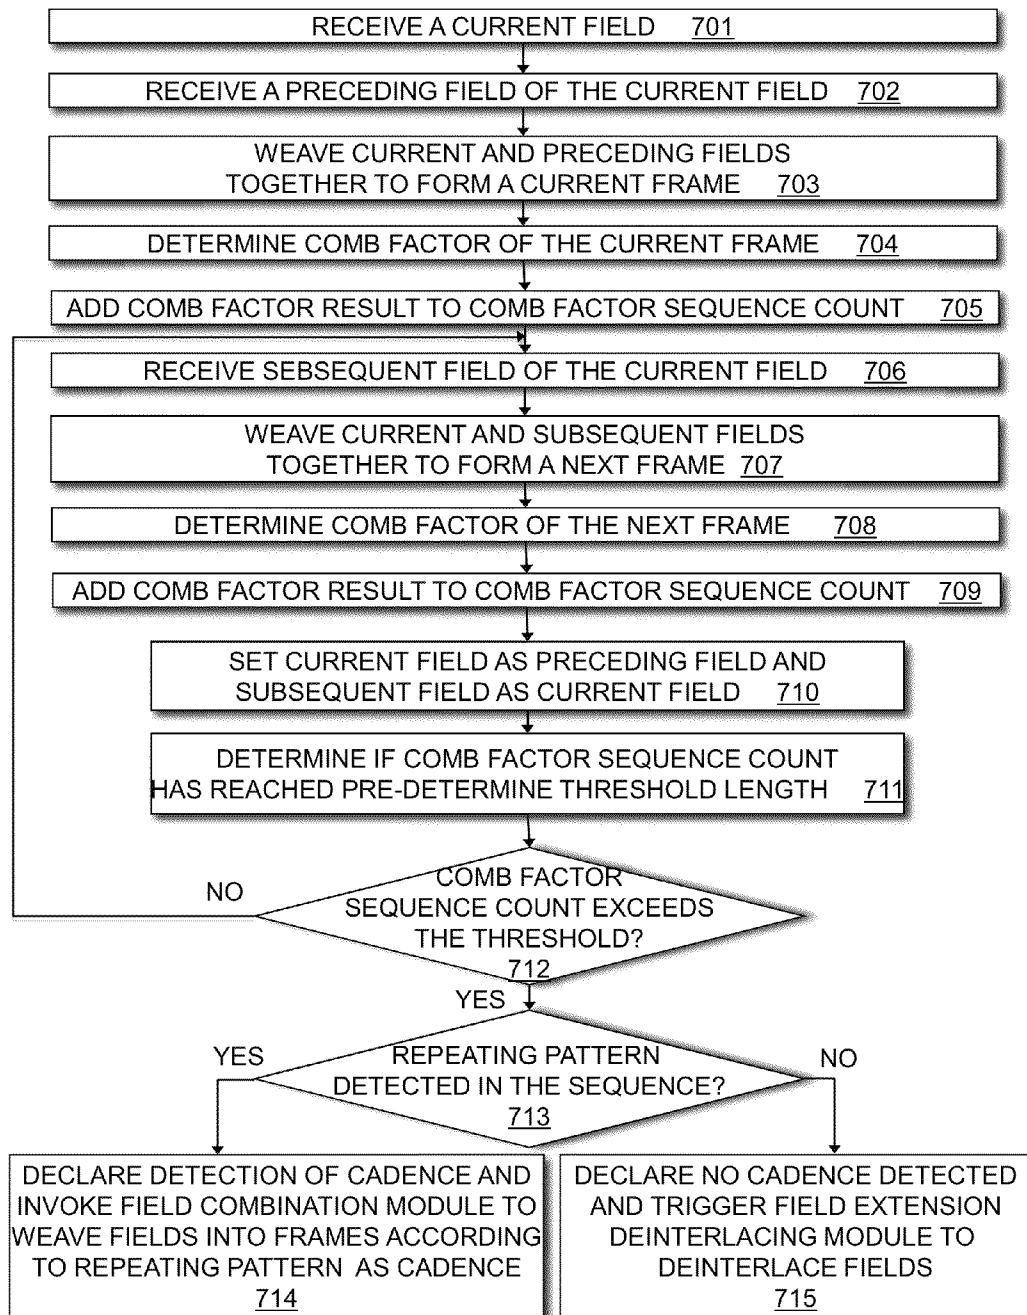 RECEIVE A CURRENT FIELD 701
RECEIVE A PRECEDING FIELD OF THE CURRENT FIELD 702
WEAVE CURRENT AND PRECEDING FIELDS
TOGETHER TO FORM A CURRENT FRAME 703
DETERMINE COMB FACTOR OF THE CURRENT FRAME 704
ADD COMB FACTOR RESULT TO COMB FACTOR SEQUENCE COUNT 705
RECEIVE SEBSEQUENT FIELD OF THE CURRENT FIELD 706
WEAVE CURRENT AND SUBSEQUENT FIELDS
TOGETHER TO FORM A NEXT FRAME 707
DETERMINE COMB FACTOR OF THE NEXT FRAME 708
ADD COMB FACTOR RESULT TO COMB FACTOR SEQUENCE COUNT 709
SET CURRENT FIELD AS PRECEDING FIELD AND
SUBSEQUENT FIELD AS CURRENT FIELD 710
DETERMINE IF COMB FACTOR SEQUENCE COUNT
HAS REACHED PRE-DETERMINE THRESHOLD LENGTH 711
NO
COMB FACTOR
SEQUENCE COUNT EXCEEDS
THE THRESHOLD?
712
YES
YES
REPEATING PATTERN
DETECTED IN THE SEQUENCE?
713
NO
DECLARE DETECTION OF CADENCE AND
INVOKE FIELD COMBINATION MODULE TO
WEAVE FIELDS INTO FRAMES ACCORDING
TO REPEATING PATTERN AS CADENCE
714
DECLARE NO CADENCE DETECTED
AND TRIGGER FIELD EXTENSION
DEINTERLACING MODULE TO
DEINTERLACE FIELDS
715